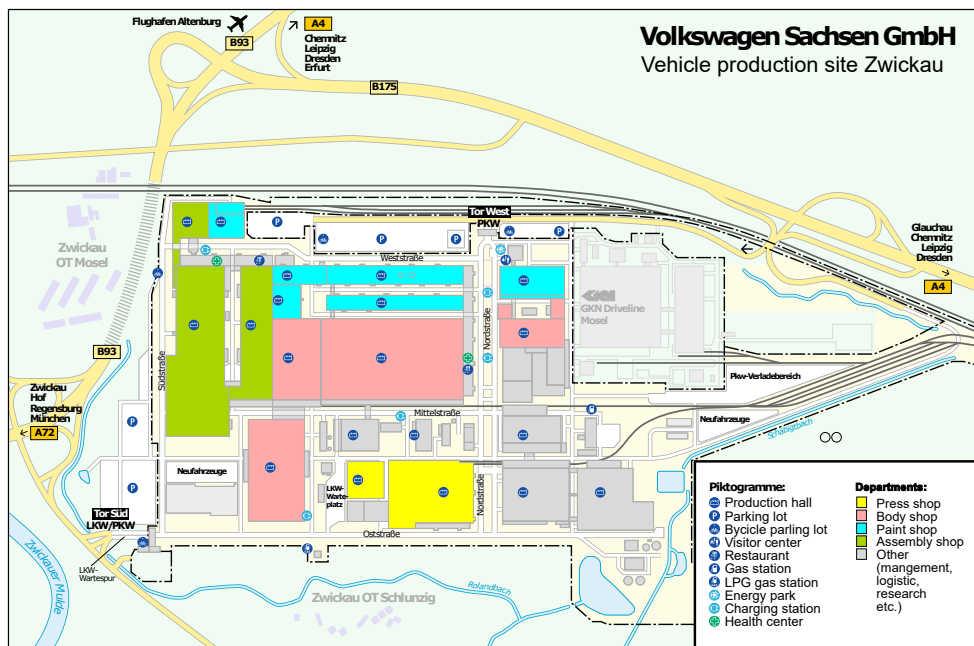 Volkswagen Sachsen GmbH
Vehicle production site Zwickau
Flughafen Altenburg
B93
A4
Chemnitz
Leipzig
Dresden
Erfurt
B175
Tor West
PKW
Zwickau
OT Mosel
Weststraße
Glauchau
Chemnitz
Leipzig
Dresden
A4
GKN Driveline
Mosel
Nordstraße
Südstraße
B93
Zwickau
Hof
Regensburg
München
A72
Pkw-Verladebereich
Mittelstraße
Neufahrzeuge
Schäbigtbach
Neufahrzeuge
LKW-
Warte-
platz
Nordstraße
Tor Süd
LKW/PKW
Oststraße
LKW-
Wartespur
Zwickauer Mulde
Rolandbach
Zwickau OT Schlunzig
Piktogramme:
Production hall
Parking lot
Bycicle parling lot
Visitor center
Restaurant
Gas station
LPG gas station
Energy park
Charging station
Health center
Departments:
Press shop
Body shop
Paint shop
Assembly shop
Other
(mangement,
logistic,
research
etc.)